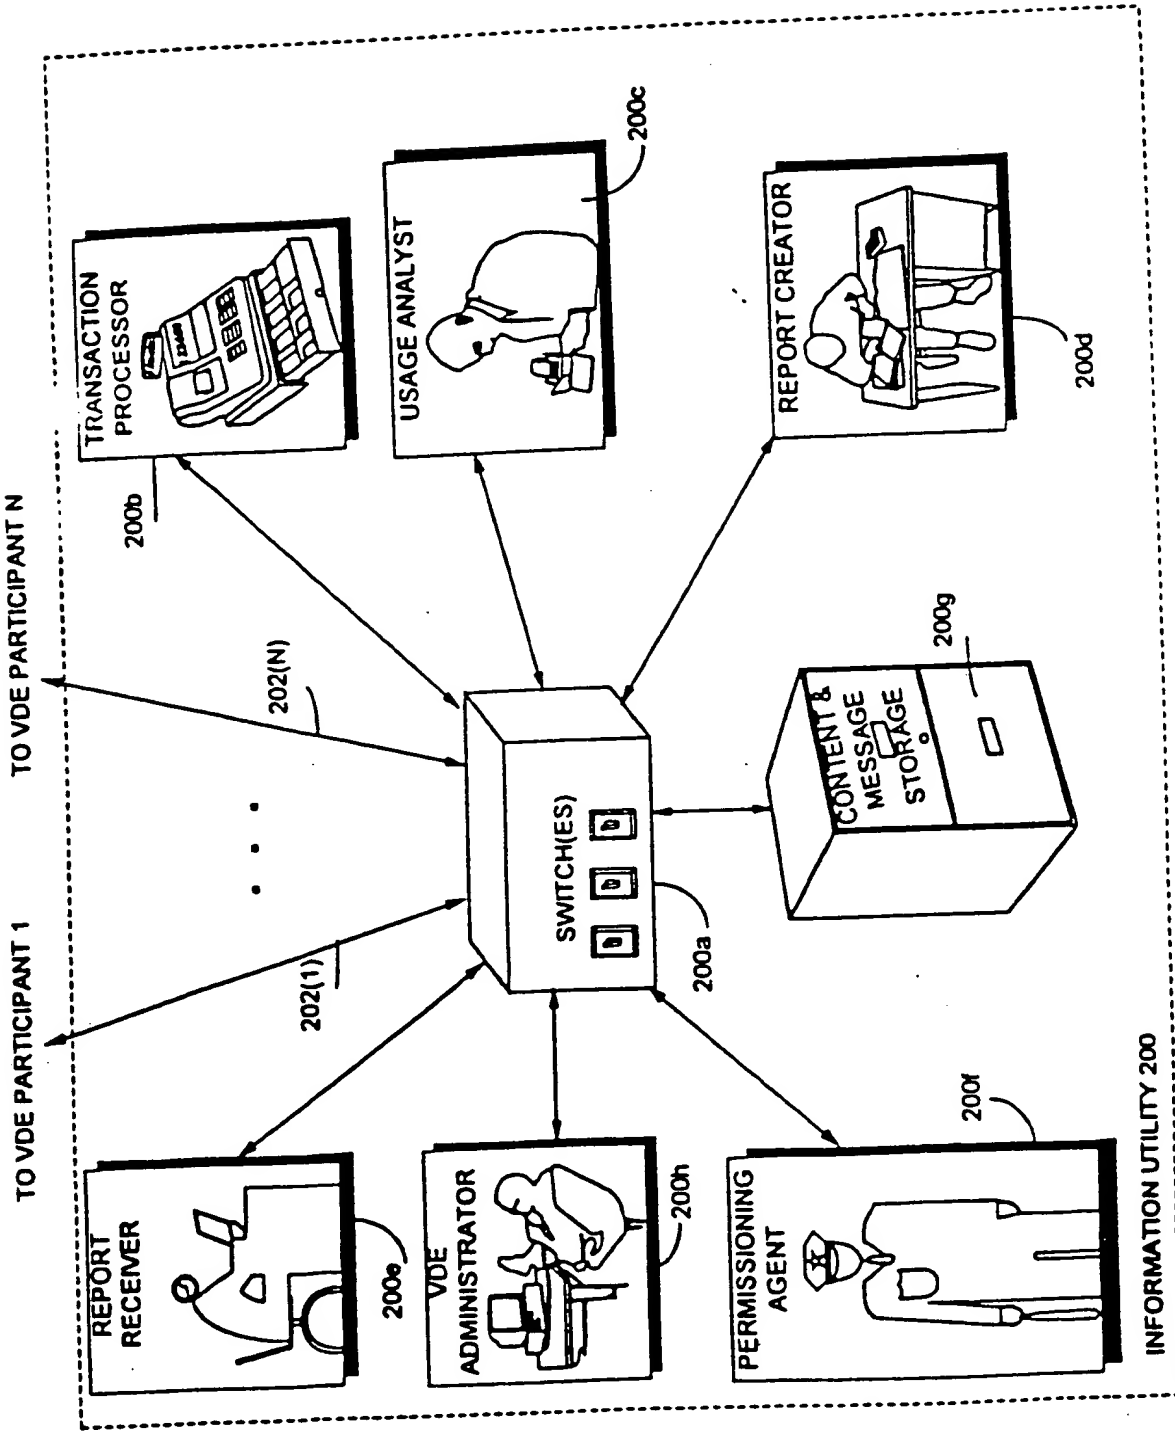 TO VDE PARTICIPANT 1
TO VDE PARTICIPANT N
202(1)
202(N)
REPORT
RECEIVER
200e
TRANSACTION
PROCESSOR
200b
VDE
ADMINISTRATOR
200h
SWITCH(ES)
200a
USAGE ANALYST
200c
PERMISSIONING
AGENT
200f
CONTENT &
MESSAGE
STORAGE
200g
REPORT CREATOR
200d
INFORMATION UTILITY 200